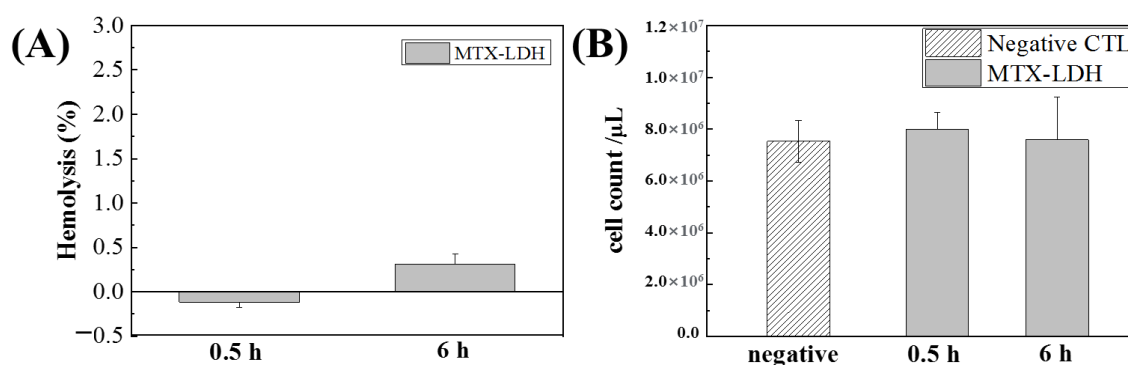 (A)
Hemolysis (%)
3.0
2.5
2.0
1.5
1.0
0.5
0.0
−0.5
MTX-LDH
0.5 h 6 h
(B)
cell count /μL
1.2×10⁷
1.0×10⁷
8.0×10⁶
6.0×10⁶
4.0×10⁶
2.0×10⁶
0.0
Negative CTL
MTX-LDH
negative 0.5 h 6 h